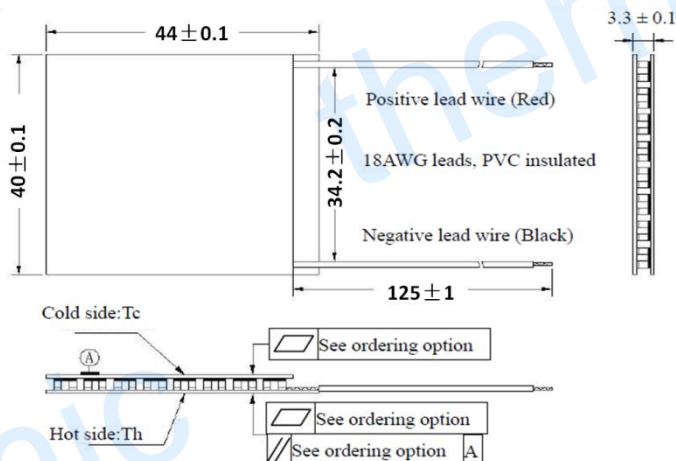 44±0.1
3.3 ± 0.1
40±0.1
Positive lead wire (Red)
34.2±0.2
18AWG leads, PVC insulated
Negative lead wire (Black)
125±1
Cold side:Tc
A
See ordering option
See ordering option
Hot side:Th
See ordering option A